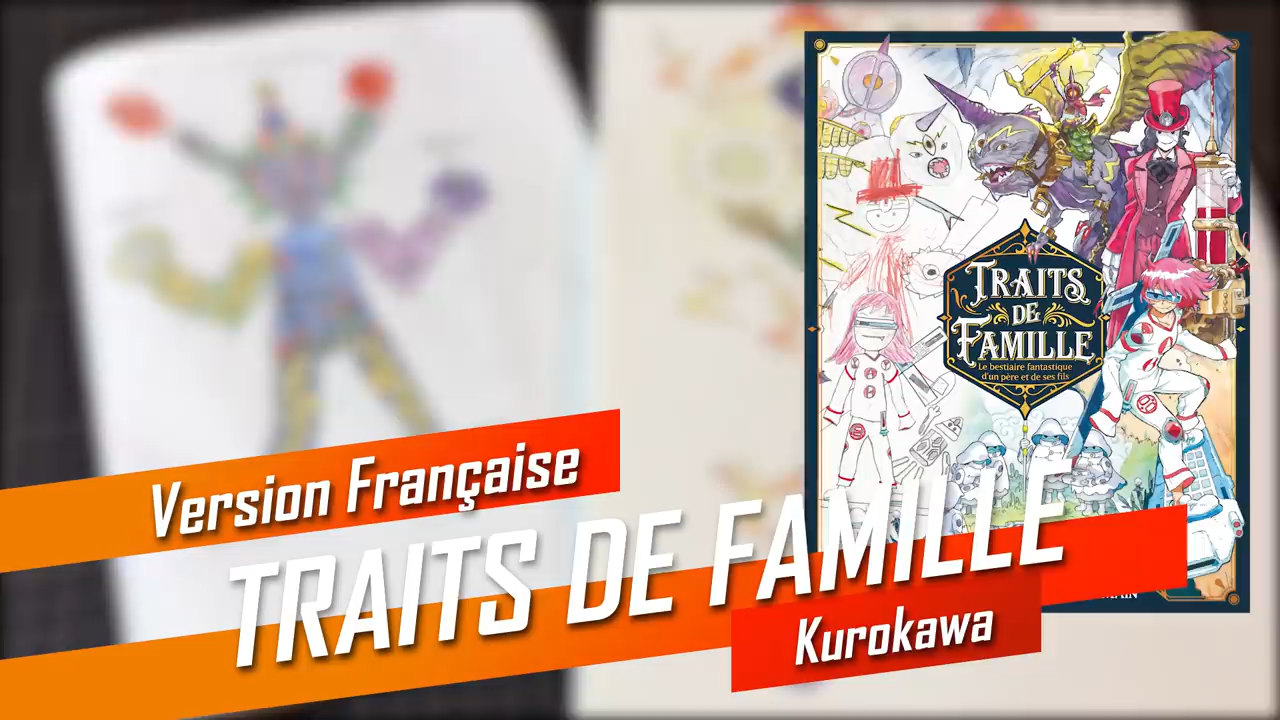 TRAITS
DE
FAMILLE
Le bestiaire fantastique
d'un père et de ses fils
Version Française
TRAITS DE FAMILLE
Kurokawa